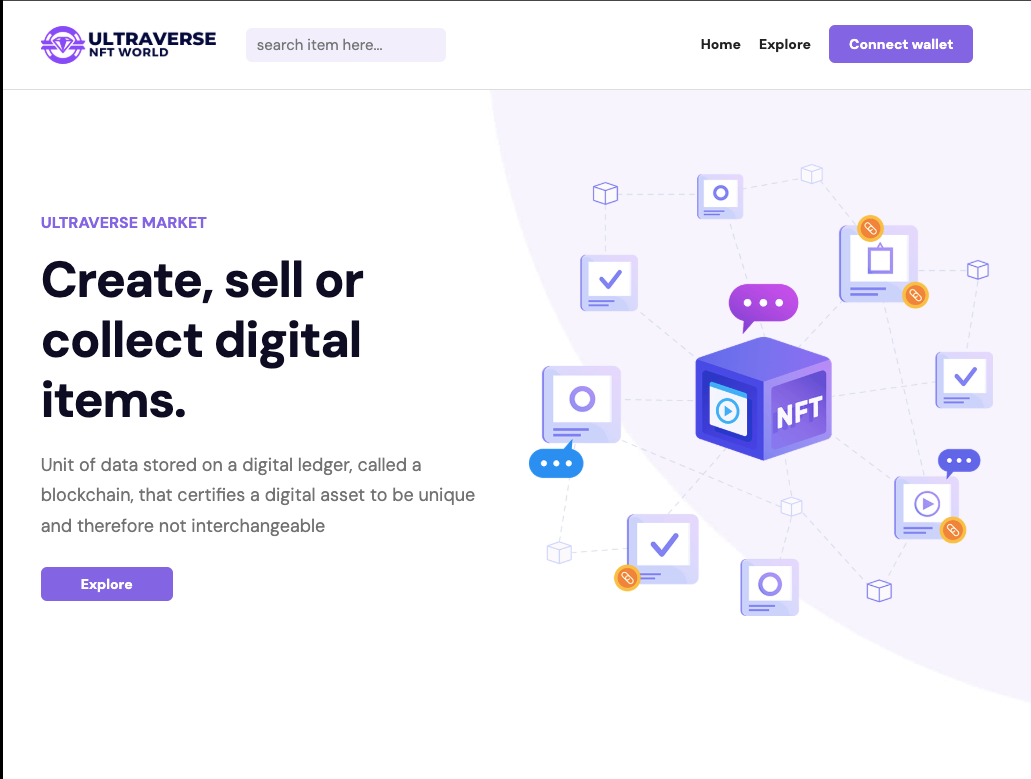 ULTRAVERSE
NFT WORLD
search item here...
Home
Explore
Connect wallet
ULTRAVERSE MARKET
Create, sell or
collect digital
items.
Unit of data stored on a digital ledger, called a
blockchain, that certifies a digital asset to be unique
and therefore not interchangeable
Explore
NFT